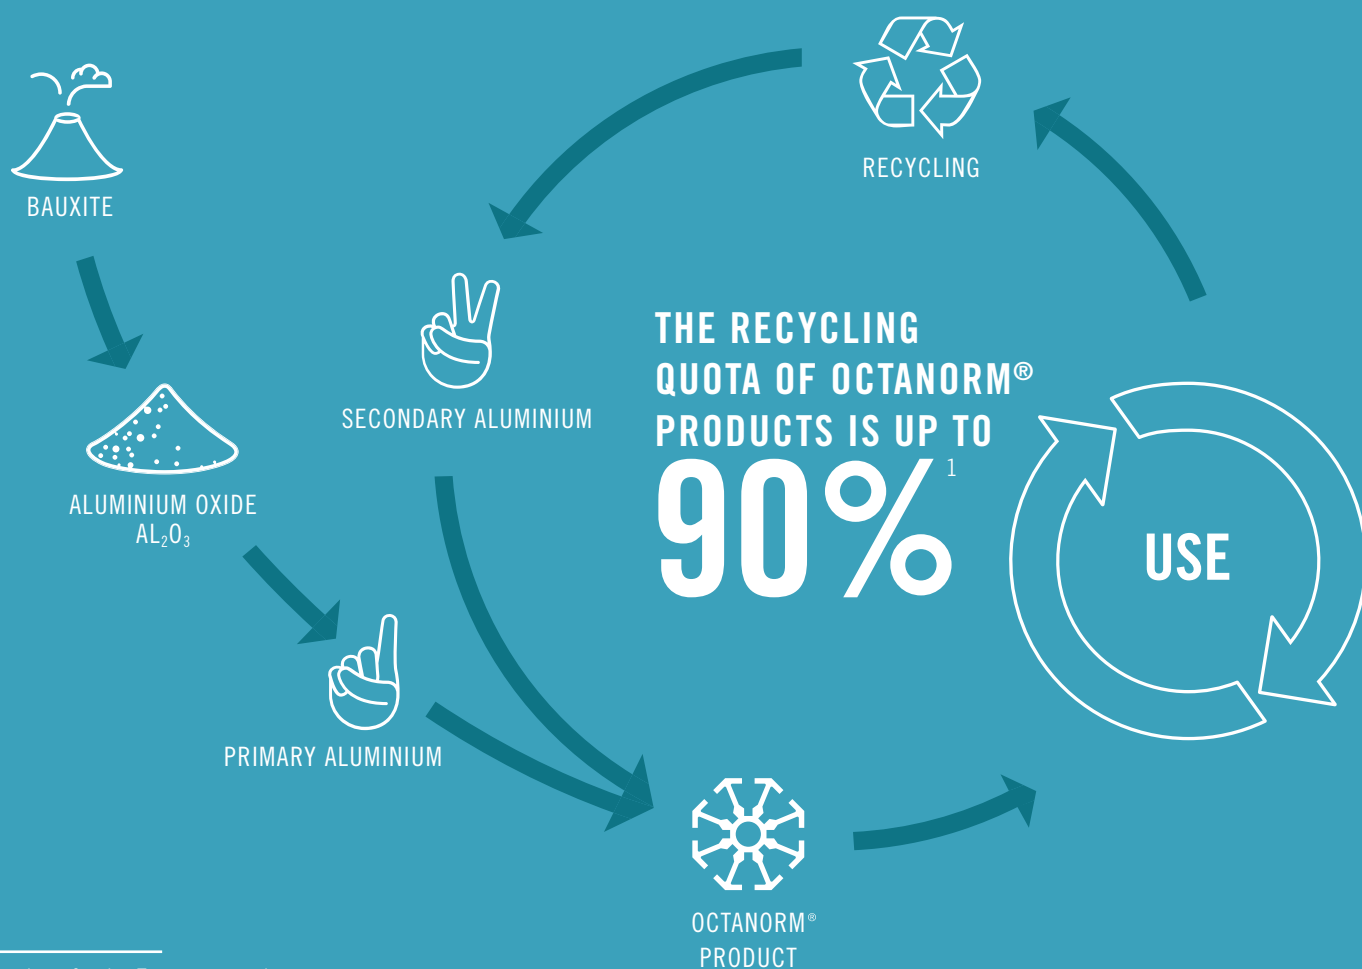 RECYCLING
BAUXITE
THE RECYCLING
QUOTA OF OCTANORM®
PRODUCTS IS UP TO
90%¹
SECONDARY ALUMINIUM
ALUMINIUM OXIDE
AL₂O₃
USE
PRIMARY ALUMINIUM
OCTANORM®
PRODUCT